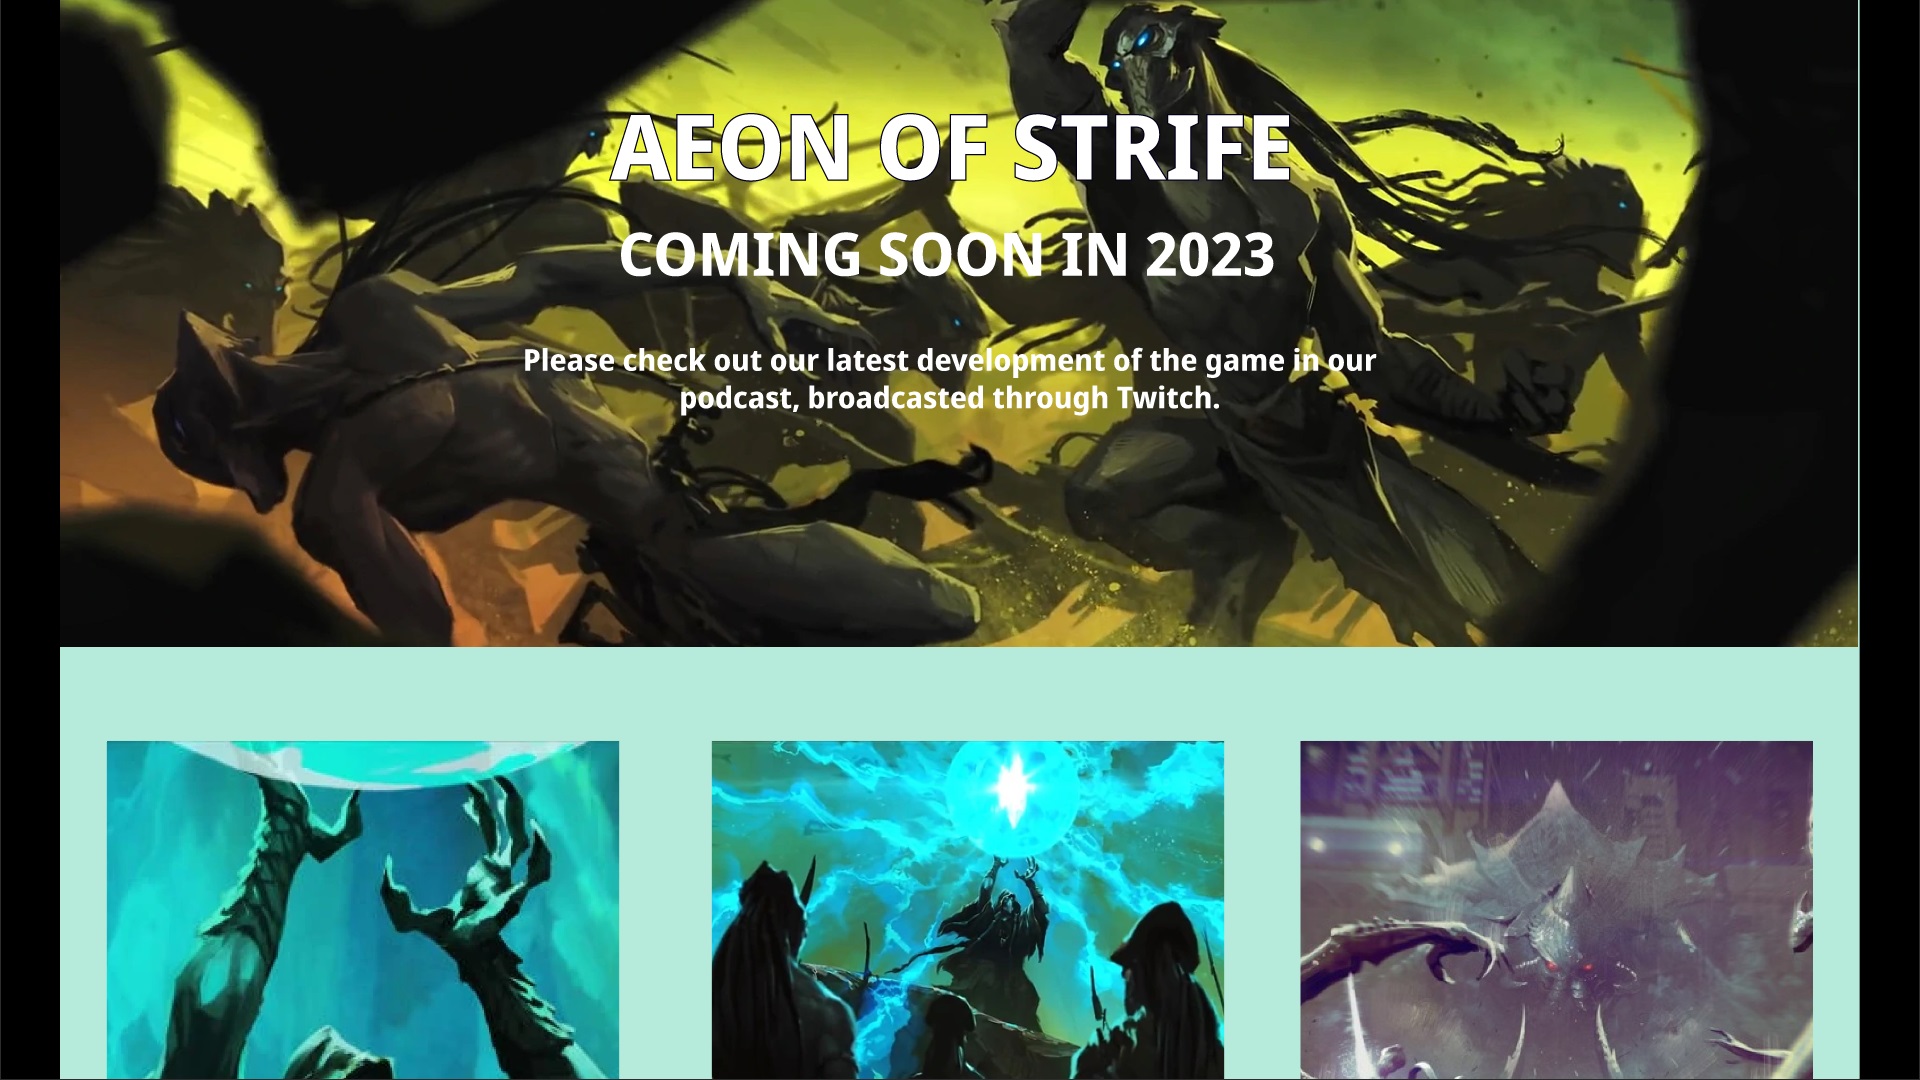 AEON OF STRIFE
COMING SOON IN 2023
Please check out our latest development of the game in our
podcast, broadcasted through Twitch.